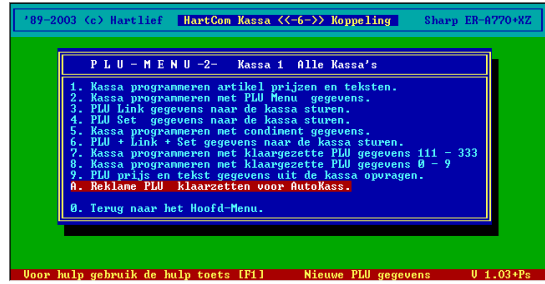 '89-2003 (c) Hartlief   HartCom Kassa <<-6->> Koppeling   Sharp ER-A770+XZ
P L U - M E N U -2-   Kassa 1  Alle Kassa's
1. Kassa programmeren artikel prijzen en teksten.
2. Kassa programmeren met PLU Menu  gegevens.
3. PLU Link gegevens naar de kassa sturen.
4. PLU Set  gegevens naar de kassa sturen.
5. Kassa programmeren met condiment gegevens.
6. PLU + Link + Set gegevens naar de kassa sturen.
7. Kassa programmeren met klaargezette PLU gegevens 111 - 333
8. Kassa programmeren met klaargezette PLU gegevens 0 - 9
9. PLU prijs en tekst gegevens uit de kassa opvragen.
A. Reklame PLU  klaarzetten voor AutoKass.
0. Terug naar het Hoofd-Menu.
Voor hulp gebruik de hulp toets [F1]   Nieuwe PLU gegevens   V 1.03+Ps